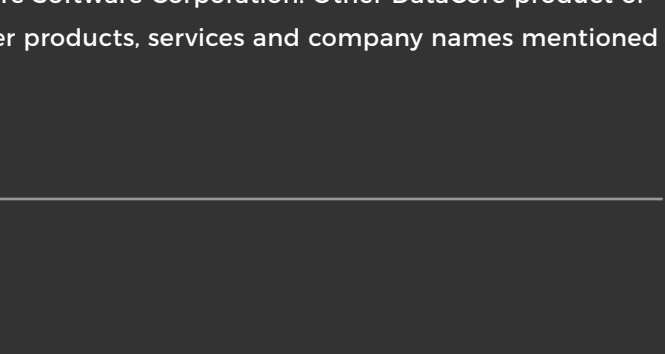 re Software Corporation. Other DataCore product or
er products, services and company names mentioned